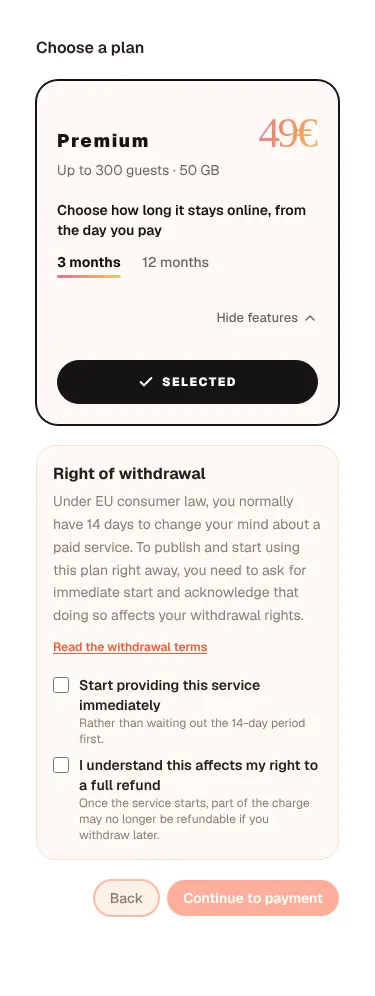 Choose a plan
Premium
49€
Up to 300 guests · 50 GB
Choose how long it stays online, from
the day you pay
3 months 12 months
Hide features
SELECTED
Right of withdrawal
Under EU consumer law, you normally
have 14 days to change your mind about a
paid service. To publish and start using
this plan right away, you need to ask for
immediate start and acknowledge that
doing so affects your withdrawal rights.
Read the withdrawal terms
Start providing this service
immediately
Rather than waiting out the 14-day period
first.
I understand this affects my right to
a full refund
Once the service starts, part of the charge
may no longer be refundable if you
withdraw later.
Back Continue to payment